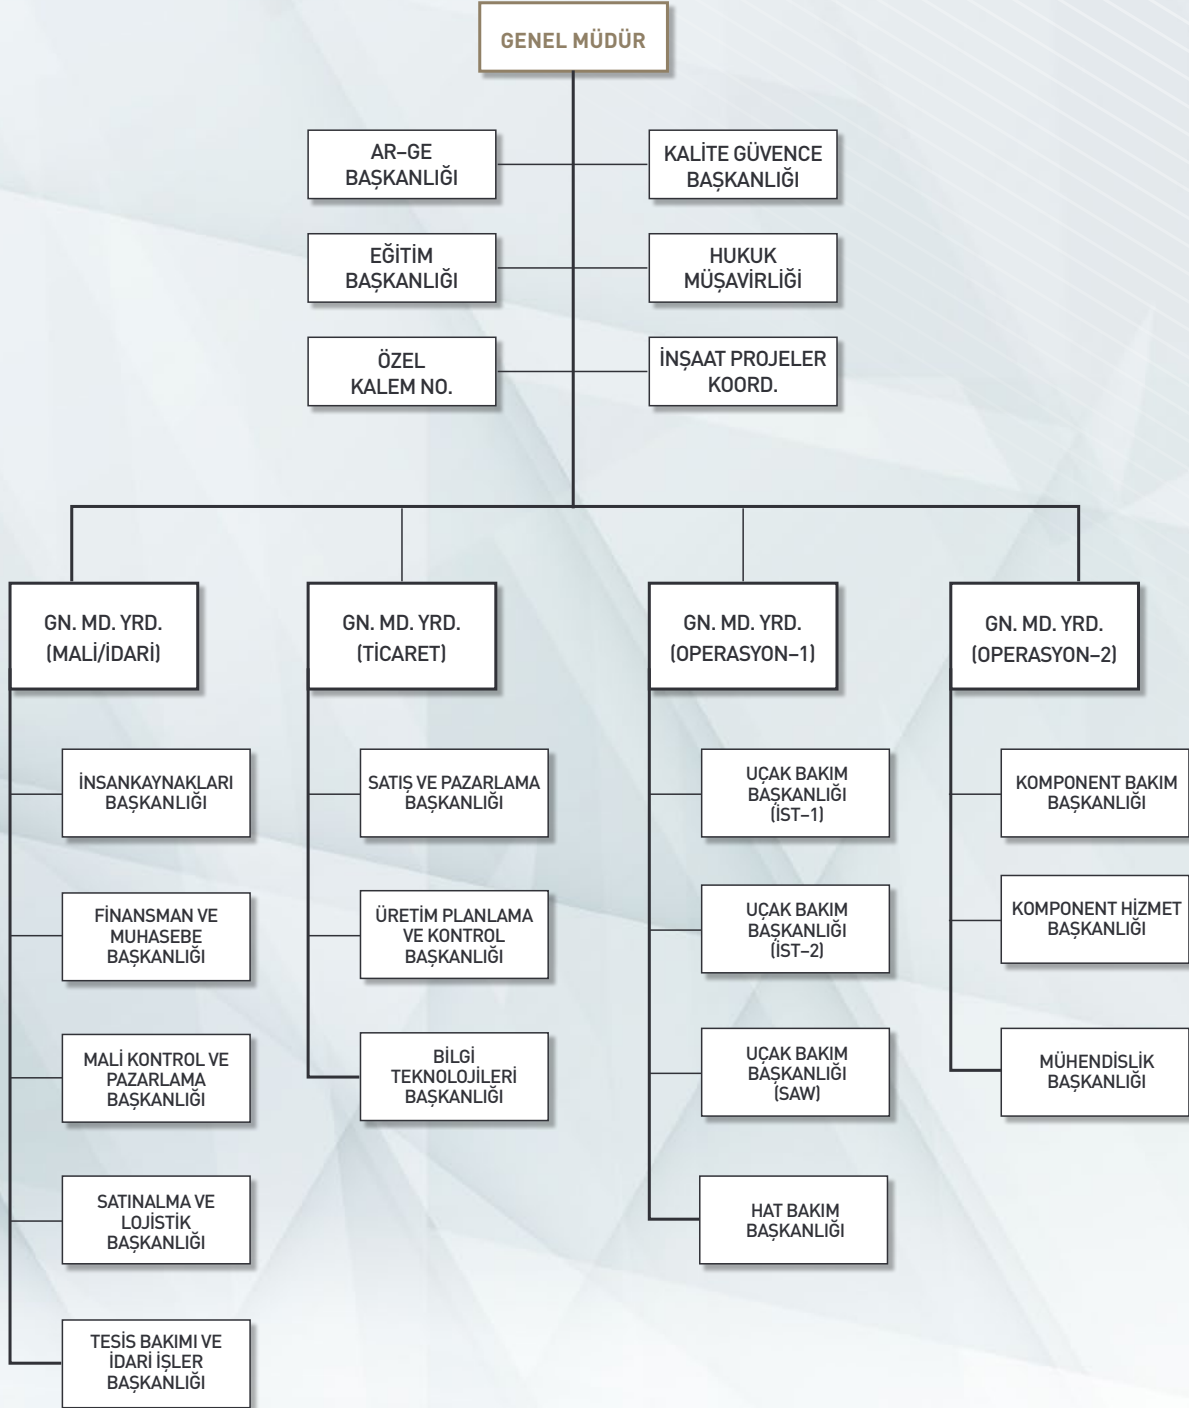 GENEL MÜDÜR
AR–GE
BAŞKANLIĞI
KALİTE GÜVENCE
BAŞKANLIĞI
EĞİTİM
BAŞKANLIĞI
HUKUK
MÜŞAVİRLİĞİ
ÖZEL
KALEM NO.
İNŞAAT PROJELER
KOORD.
GN. MD. YRD.
(MALİ/İDARİ)
GN. MD. YRD.
(TİCARET)
GN. MD. YRD.
(OPERASYON–1)
GN. MD. YRD.
(OPERASYON–2)
İNSANKAYNAKLARI
BAŞKANLIĞI
FİNANSMAN VE
MUHASEBE
BAŞKANLIĞI
MALİ KONTROL VE
PAZARLAMA
BAŞKANLIĞI
SATINALMA VE
LOJİSTİK
BAŞKANLIĞI
TESİS BAKIMI VE
İDARİ İŞLER
BAŞKANLIĞI
SATIŞ VE PAZARLAMA
BAŞKANLIĞI
ÜRETİM PLANLAMA
VE KONTROL
BAŞKANLIĞI
BİLGİ
TEKNOLOJİLERİ
BAŞKANLIĞI
UÇAK BAKIM
BAŞKANLIĞI
(İST–1)
UÇAK BAKIM
BAŞKANLIĞI
(İST–2)
UÇAK BAKIM
BAŞKANLIĞI
(SAW)
HAT BAKIM
BAŞKANLIĞI
KOMPONENT BAKIM
BAŞKANLIĞI
KOMPONENT HİZMET
BAŞKANLIĞI
MÜHENDİSLİK
BAŞKANLIĞI